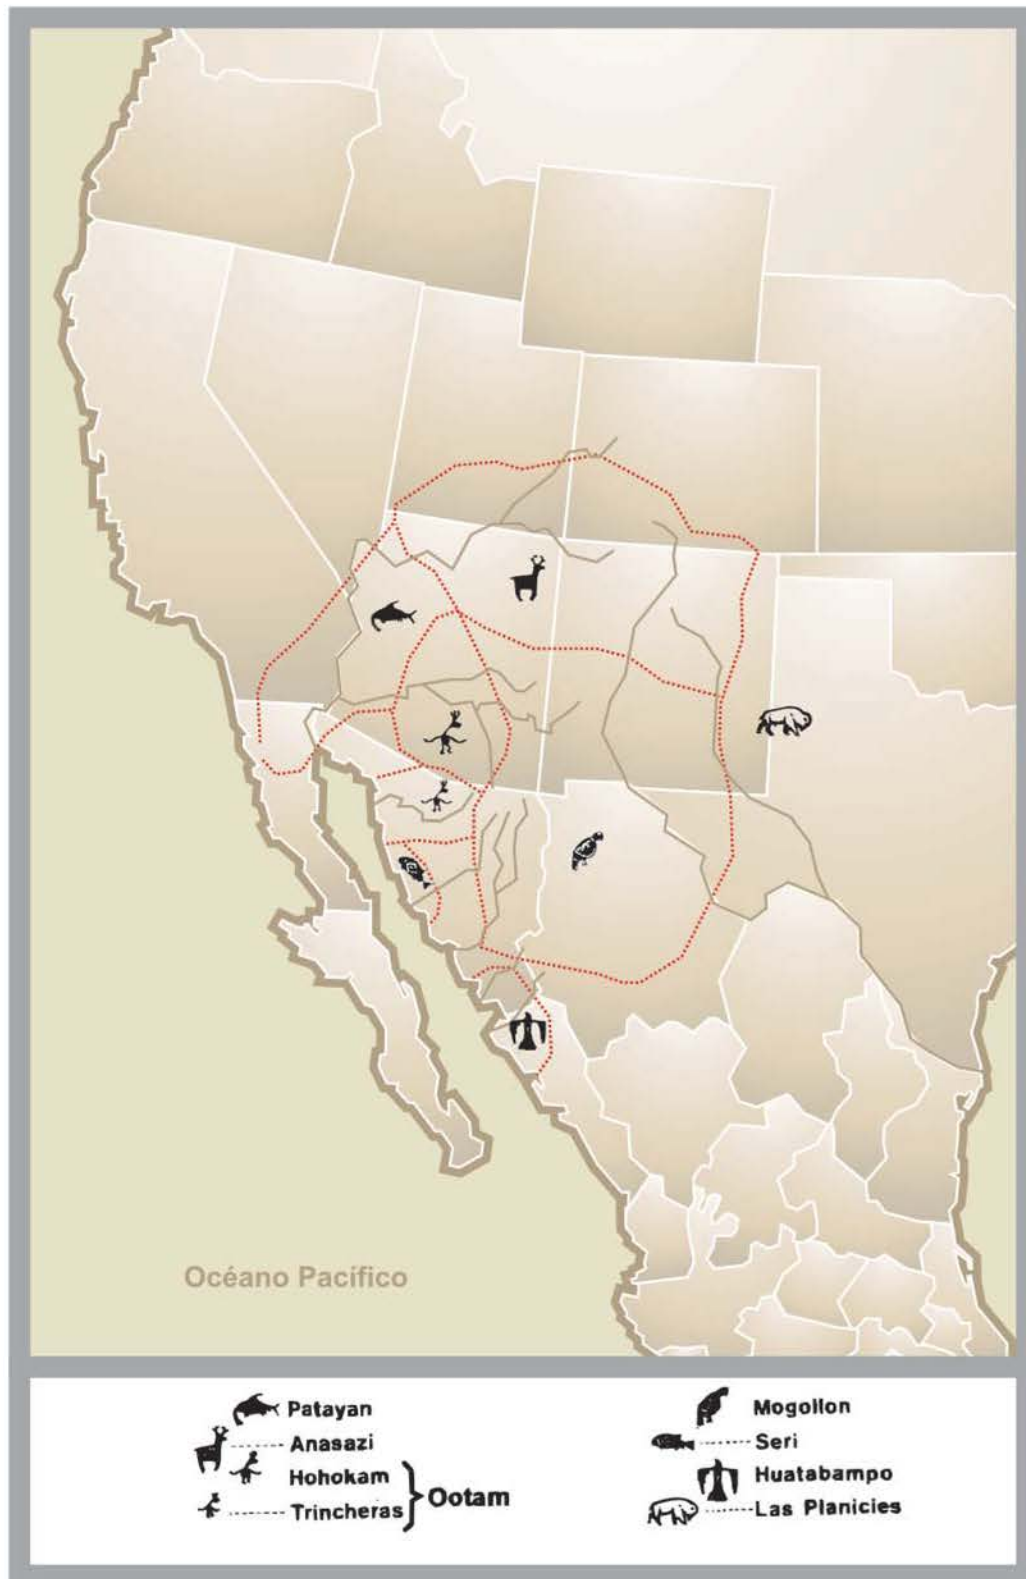 Océano Pacífico
Patayan
Anasazi
Hohokam
Trincheras
Ootam
Mogollon
Seri
Huatabampo
Las Planicies